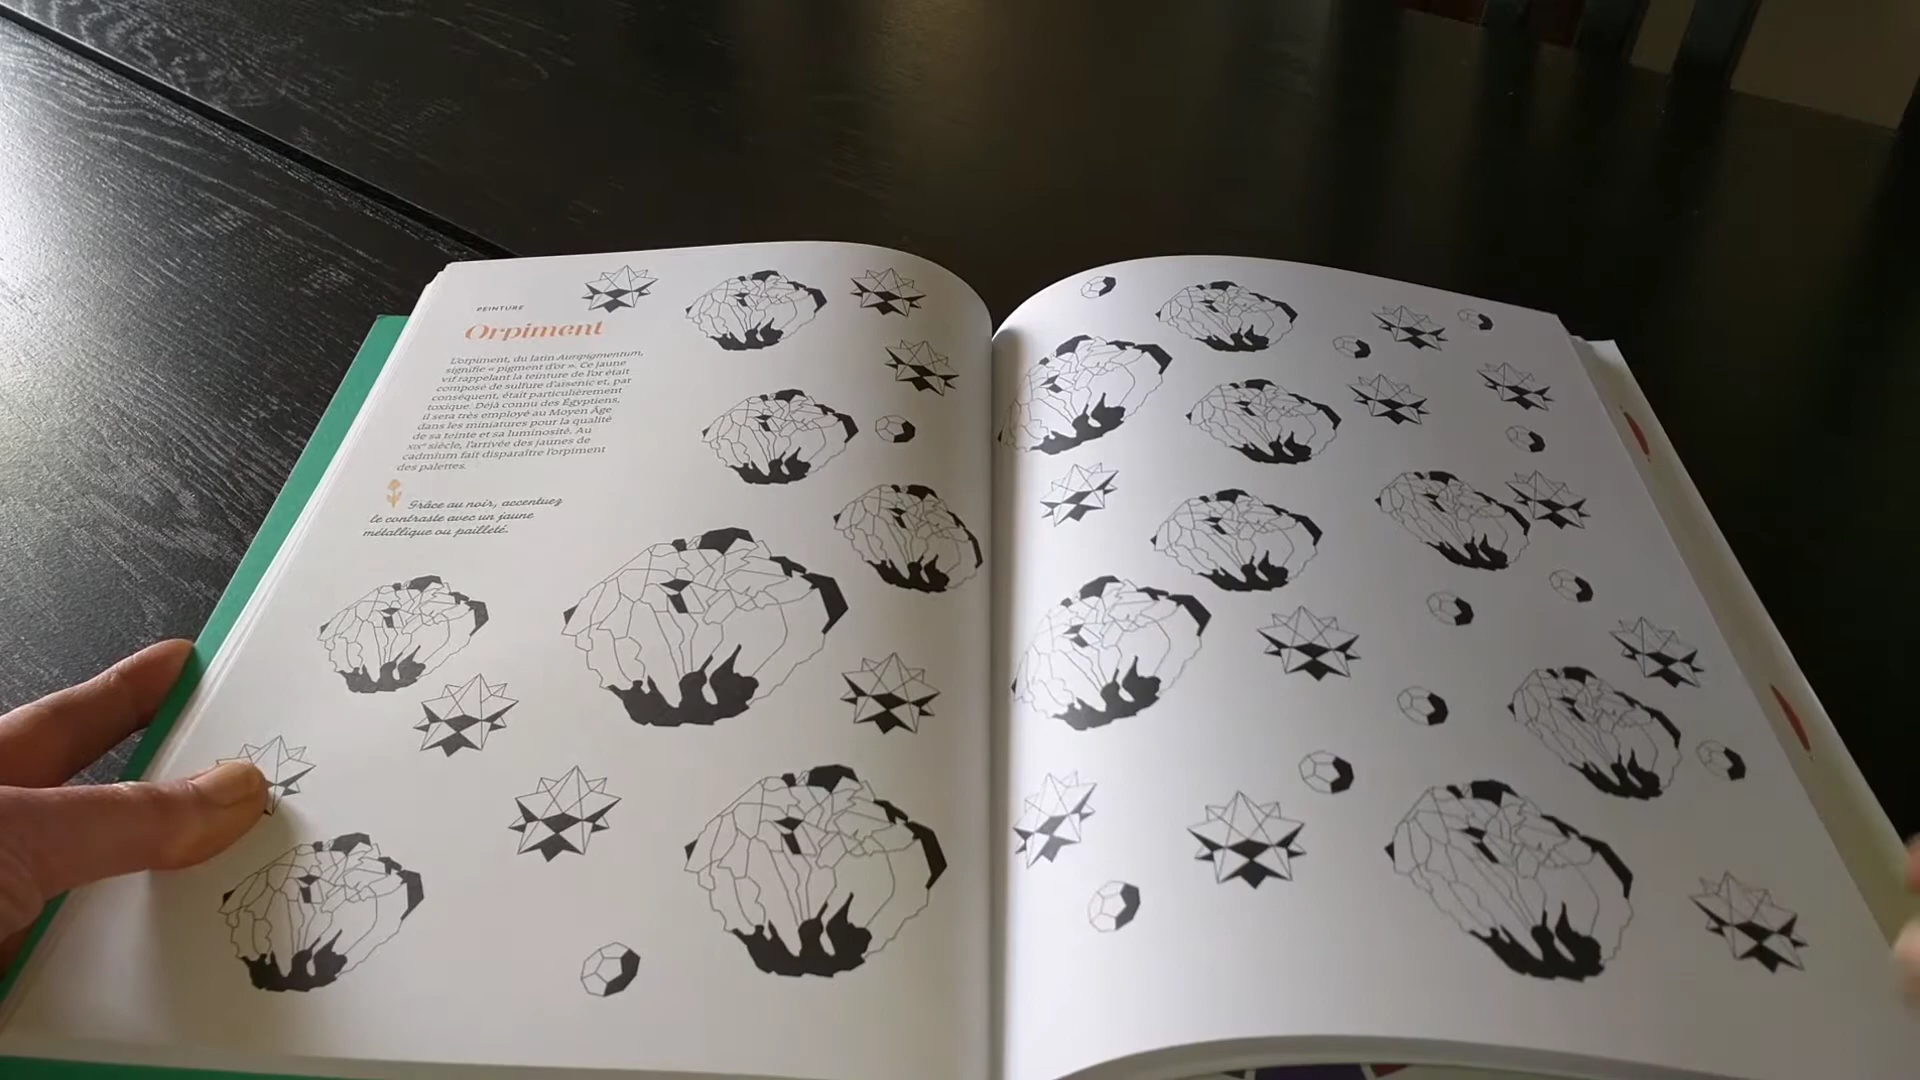 PEINTURE
Orpiment
L'orpiment, du latin Auripigmentum,
signifie « pigment d'or ». Ce jaune
vif rappelant la teinture de l'or était
composé de sulfure d'arsenic et, par
conséquent, était particulièrement
toxique. Déjà connu des Égyptiens,
il sera très employé au Moyen Âge
dans les miniatures pour la qualité
de sa teinte et sa luminosité. Au
XIXe siècle, l'arrivée des jaunes de
cadmium fait disparaître l'orpiment
des palettes.
Grâce au noir, accentuez
le contraste avec un jaune
métallique ou pailleté.